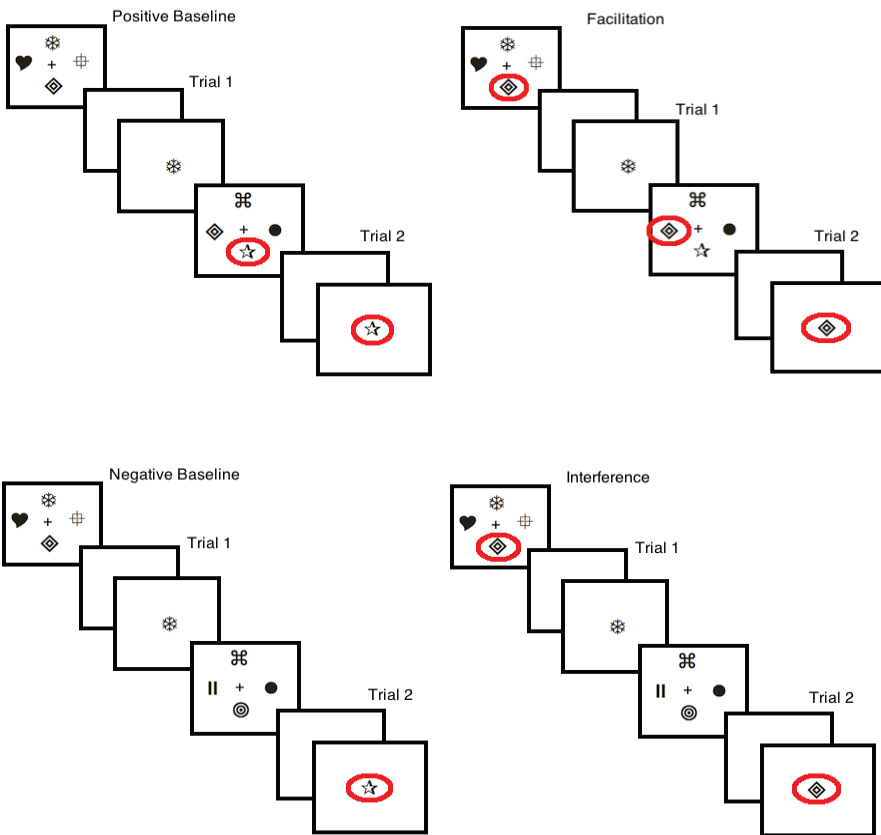 Positive Baseline
Trial 1
Trial 2
Facilitation
Trial 1
Trial 2
Negative Baseline
Trial 1
Trial 2
Interference
Trial 1
Trial 2